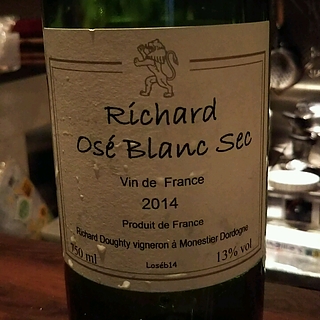 Richard
Osé Blanc Sec
Vin de France
2014
Produit de France
Richard Doughty vigneron à Monestier Dordogne
750 ml
13% vol
Loséb14